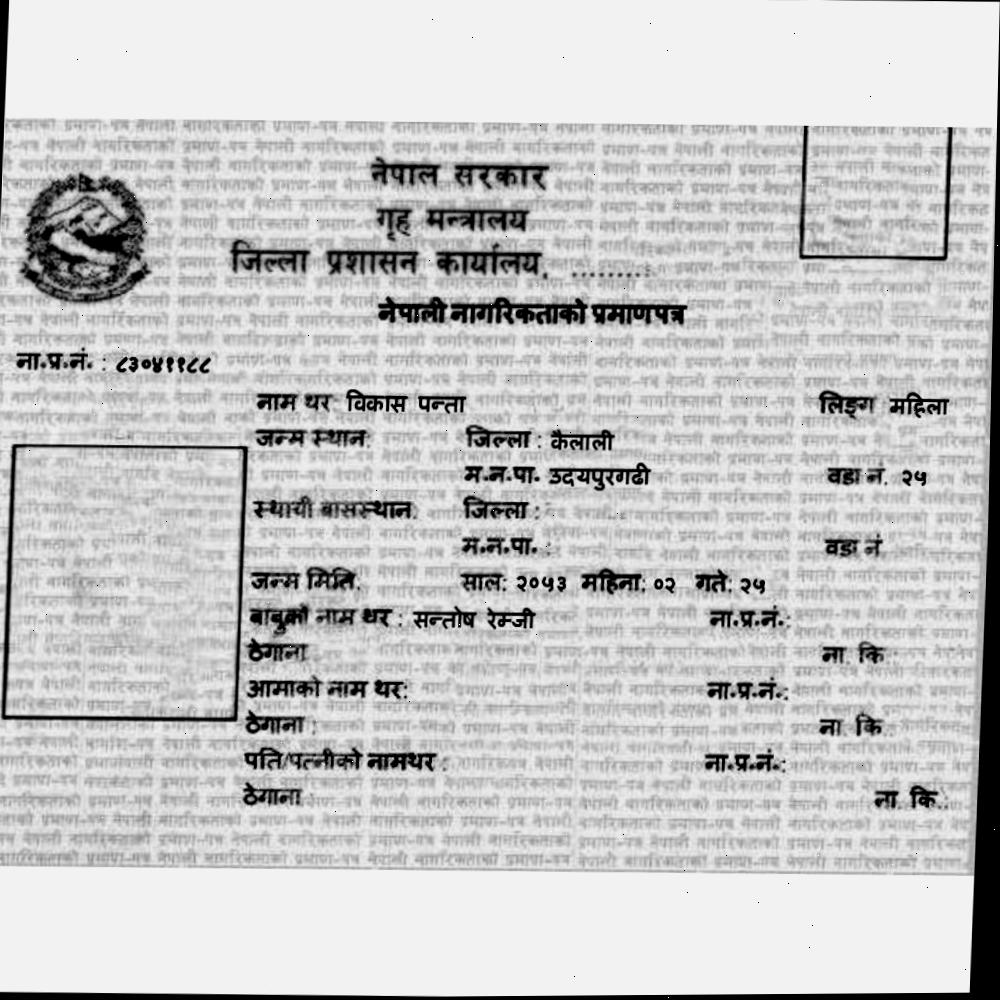 नेपाल सरकार
गृह मन्त्रालय
जिल्ला प्रशासन कार्यालय, .........
नेपाली नागरिकताको प्रमाणपत्र
ना.प्र.नं. : ८३०४११८८
नाम थर: विकास पन्ता लिङ्ग महिला
जन्म स्थान: जिल्ला : कैलाली
म.न.पा. उदयपुरगढी वडा नं. २५
स्थायी बासस्थान: जिल्ला :
म.न.पा. : वडा नं.
जन्म मिति: साल: २०५३ महिना: ०२ गते: २५
बाबुको नाम थर : सन्तोष रेम्जी ना.प्र.नं.:
ठेगाना ना. कि.:
आमाको नाम थर: ना.प्र.नं.:
ठेगाना : ना. कि.
पति/पत्नीको नामथर : ना.प्र.नं.:
ठेगाना ना. कि.: